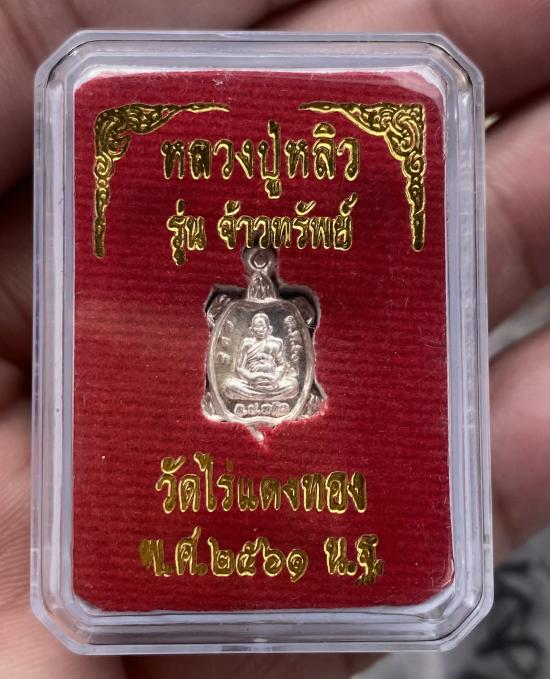 หลวงปู่หลิว
รุ่น จ้าวทรัพย์
วัดไร่แตงทอง
พ.ศ.๒๕๖๑ น.ฐ.